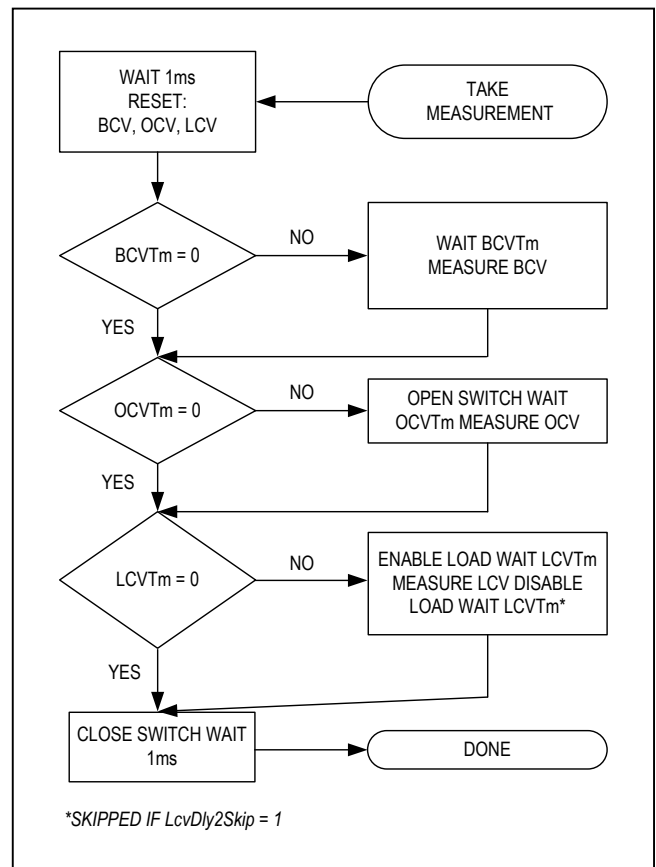 WAIT 1ms
RESET:
BCV, OCV, LCV
TAKE
MEASUREMENT
BCVTm = 0
NO
WAIT BCVTm
MEASURE BCV
YES
OCVTm = 0
NO
OPEN SWITCH WAIT
OCVTm MEASURE OCV
YES
LCVTm = 0
NO
ENABLE LOAD WAIT LCVTm
MEASURE LCV DISABLE
LOAD WAIT LCVTm*
YES
CLOSE SWITCH WAIT
1ms
DONE
*SKIPPED IF LcvDly2Skip = 1